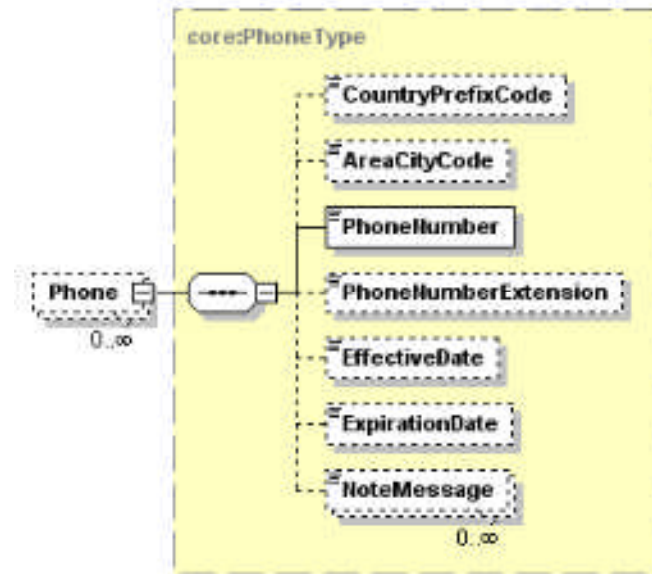 core:PhoneType
CountryPrefixCode
AreaCityCode
PhoneNumber
Phone
PhoneNumberExtension
0..∞
EffectiveDate
ExpirationDate
NoteMessage
0..∞